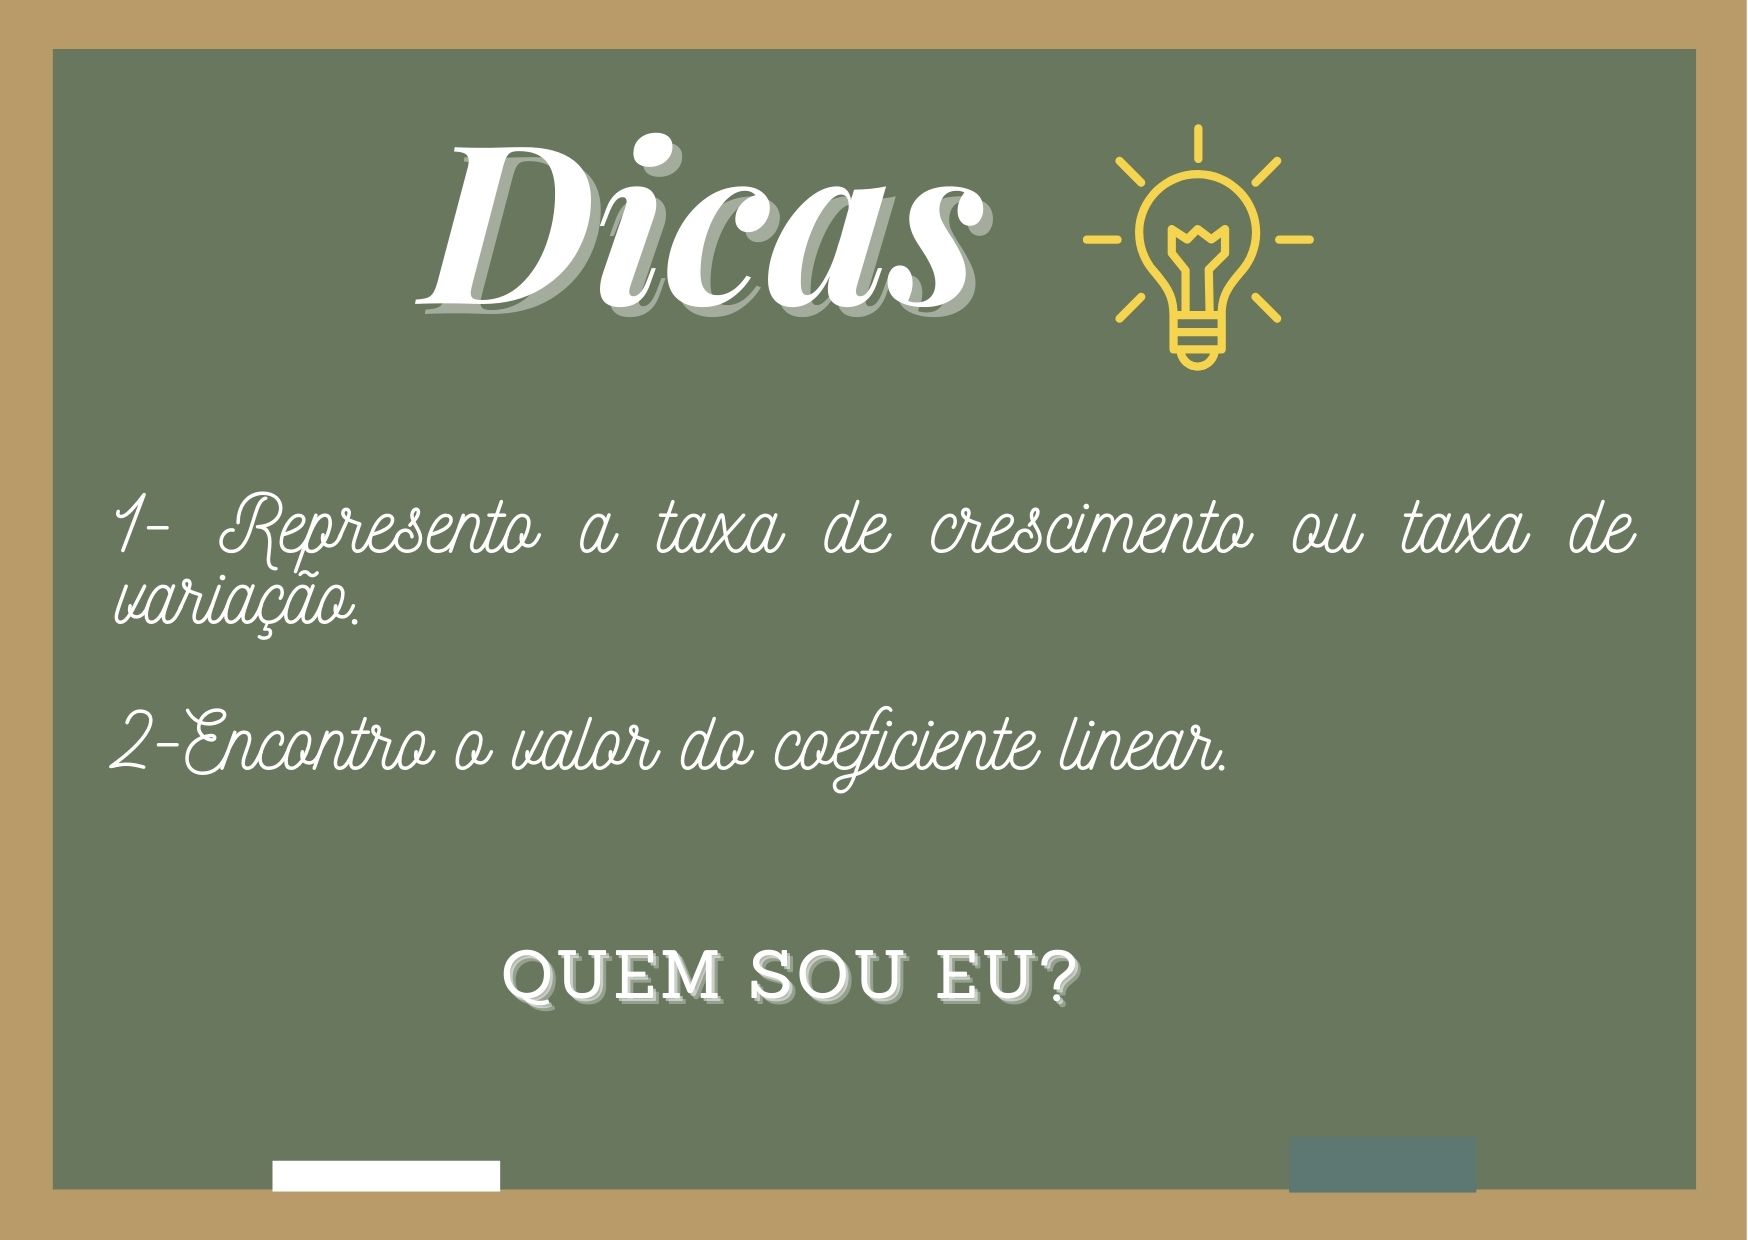 Dicas
1- Represento a taxa de crescimento ou taxa de
variação.
2-Encontro o valor do coeficiente linear.
QUEM SOU EU?